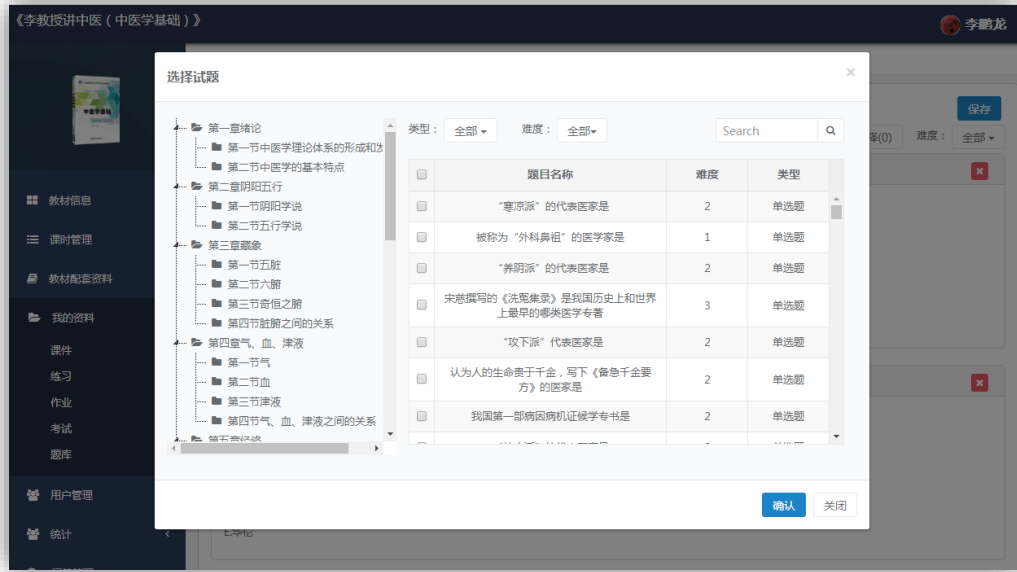 《李教授讲中医（中医学基础）》
李鹏龙
中医学基础
教材信息
课时管理
教材配套资料
我的资料
课件
练习
作业
考试
题库
用户管理
统计
选择试题
×
第一章绪论
第一节中医学理论体系的形成和发
第二节中医学的基本特点
第二章阴阳五行
第一节阴阳学说
第二节五行学说
第三章藏象
第一节五脏
第二节六腑
第三节奇恒之腑
第四节脏腑之间的关系
第四章气、血、津液
第一节气
第二节血
第三节津液
第四节气、血、津液之间的关系
第五章经络
类型： 全部 难度： 全部 Search
题目名称 难度 类型
“寒凉派”的代表医家是 2 单选题
被称为“外科鼻祖”的医学家是 1 单选题
“养阴派”的代表医家是 2 单选题
宋慈撰写的《洗冤集录》是我国历史上和世界
上最早的哪类医学专著 3 单选题
“攻下派”代表医家是 2 单选题
认为人的生命贵于千金，写下《备急千金要
方》的医家是 2 单选题
我国第一部病因病机证候学专书是 2 单选题
确认 关闭
保存
择(0) 难度： 全部
E.华佗